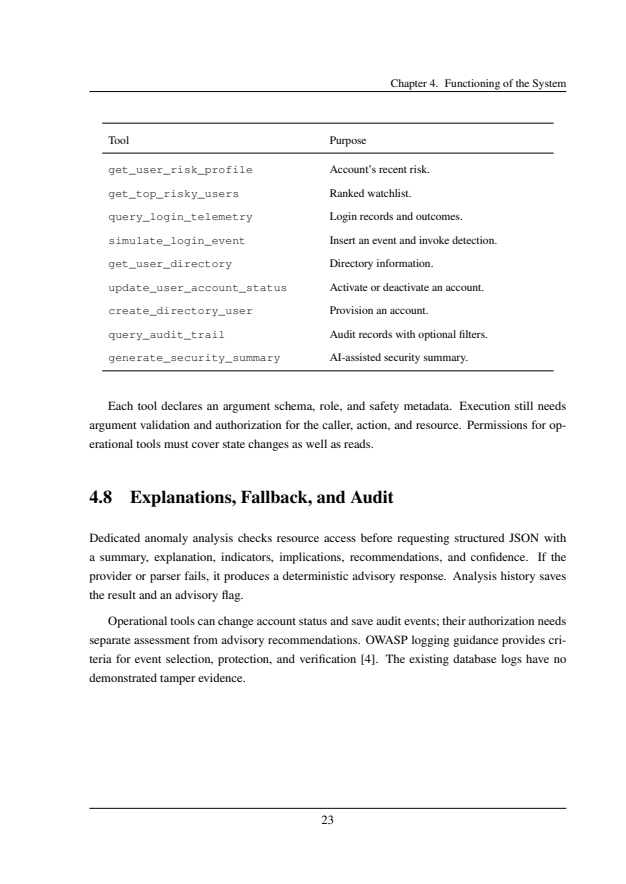 Chapter 4. Functioning of the System
Tool Purpose
get_user_risk_profile Account's recent risk.
get_top_risky_users Ranked watchlist.
query_login_telemetry Login records and outcomes.
simulate_login_event Insert an event and invoke detection.
get_user_directory Directory information.
update_user_account_status Activate or deactivate an account.
create_directory_user Provision an account.
query_audit_trail Audit records with optional filters.
generate_security_summary AI-assisted security summary.
Each tool declares an argument schema, role, and safety metadata. Execution still needs
argument validation and authorization for the caller, action, and resource. Permissions for op-
erational tools must cover state changes as well as reads.
4.8 Explanations, Fallback, and Audit
Dedicated anomaly analysis checks resource access before requesting structured JSON with
a summary, explanation, indicators, implications, recommendations, and confidence. If the
provider or parser fails, it produces a deterministic advisory response. Analysis history saves
the result and an advisory flag.
Operational tools can change account status and save audit events; their authorization needs
separate assessment from advisory recommendations. OWASP logging guidance provides cri-
teria for event selection, protection, and verification [4]. The existing database logs have no
demonstrated tamper evidence.
23